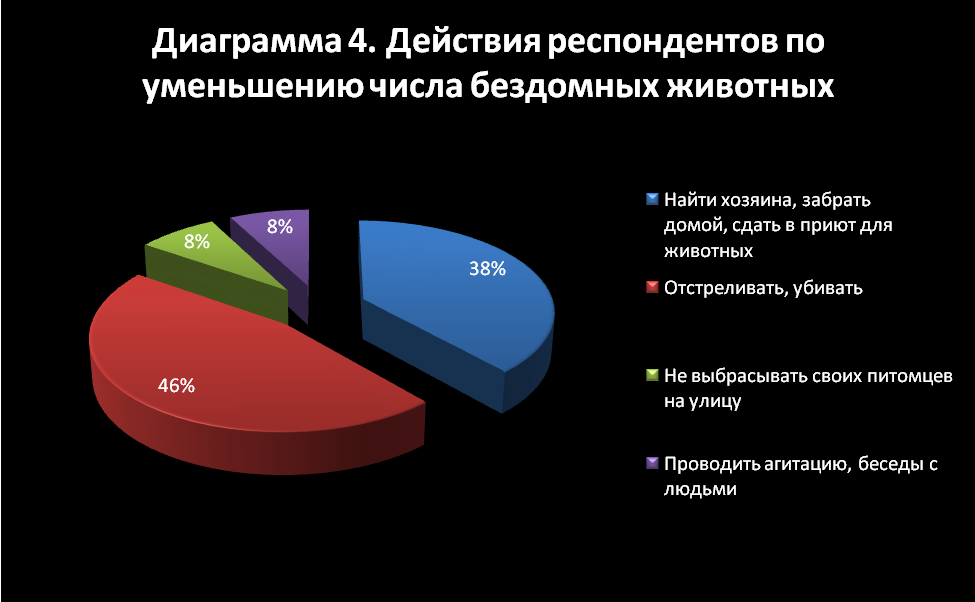 Диаграмма 4. Действия респондентов по
уменьшению числа бездомных животных
8%
8%
38%
46%
Найти хозяина, забрать
домой, сдать в приют для
животных
Отстреливать, убивать
Не выбрасывать своих питомцев
на улицу
Проводить агитацию, беседы с
людьми